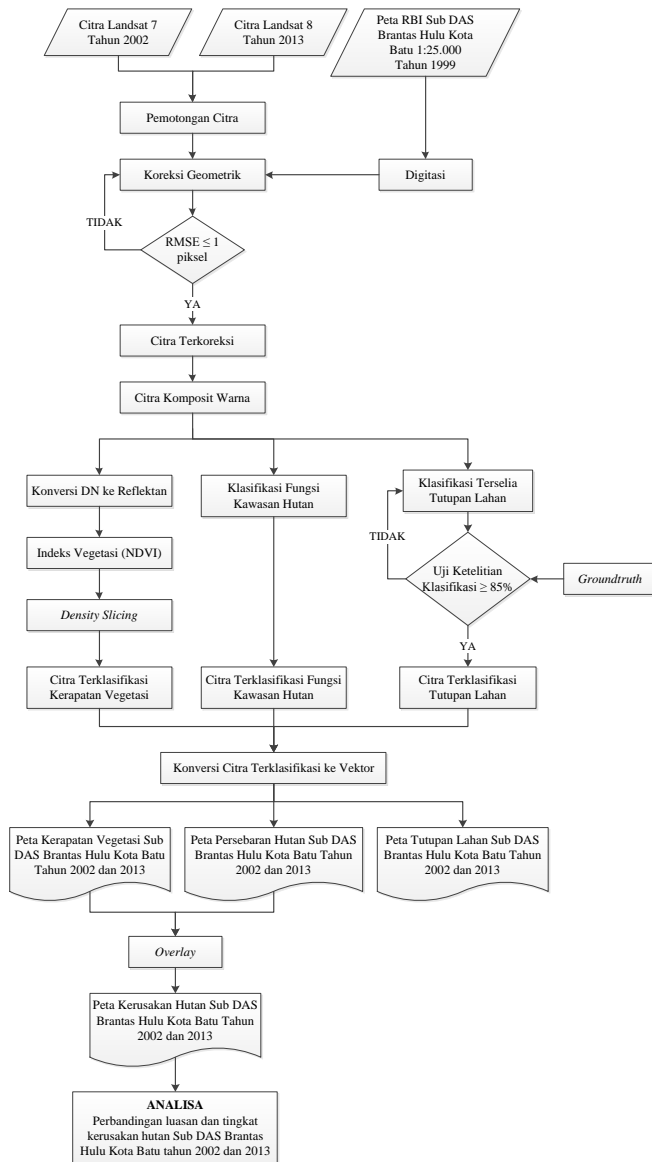 Citra Landsat 7
Tahun 2002
Citra Landsat 8
Tahun 2013
Peta RBI Sub DAS
Brantas Hulu Kota
Batu 1:25.000
Tahun 1999
Pemotongan Citra
Koreksi Geometrik
Digitasi
TIDAK
RMSE ≤ 1
piksel
YA
Citra Terkoreksi
Citra Komposit Warna
Konversi DN ke Reflektan
Klasifikasi Fungsi
Kawasan Hutan
Klasifikasi Terselia
Tutupan Lahan
Indeks Vegetasi (NDVI)
TIDAK
Uji Ketelitian
Klasifikasi ≥ 85%
Groundtruth
Density Slicing
YA
Citra Terklasifikasi
Kerapatan Vegetasi
Citra Terklasifikasi Fungsi
Kawasan Hutan
Citra Terklasifikasi
Tutupan Lahan
Konversi Citra Terklasifikasi ke Vektor
Peta Kerapatan Vegetasi Sub
DAS Brantas Hulu Kota Batu
Tahun 2002 dan 2013
Peta Persebaran Hutan Sub DAS
Brantas Hulu Kota Batu Tahun
2002 dan 2013
Peta Tutupan Lahan Sub DAS
Brantas Hulu Kota Batu Tahun
2002 dan 2013
Overlay
Peta Kerusakan Hutan Sub DAS
Brantas Hulu Kota Batu Tahun
2002 dan 2013
ANALISA
Perbandingan luasan dan tingkat
kerusakan hutan Sub DAS Brantas
Hulu Kota Batu tahun 2002 dan 2013